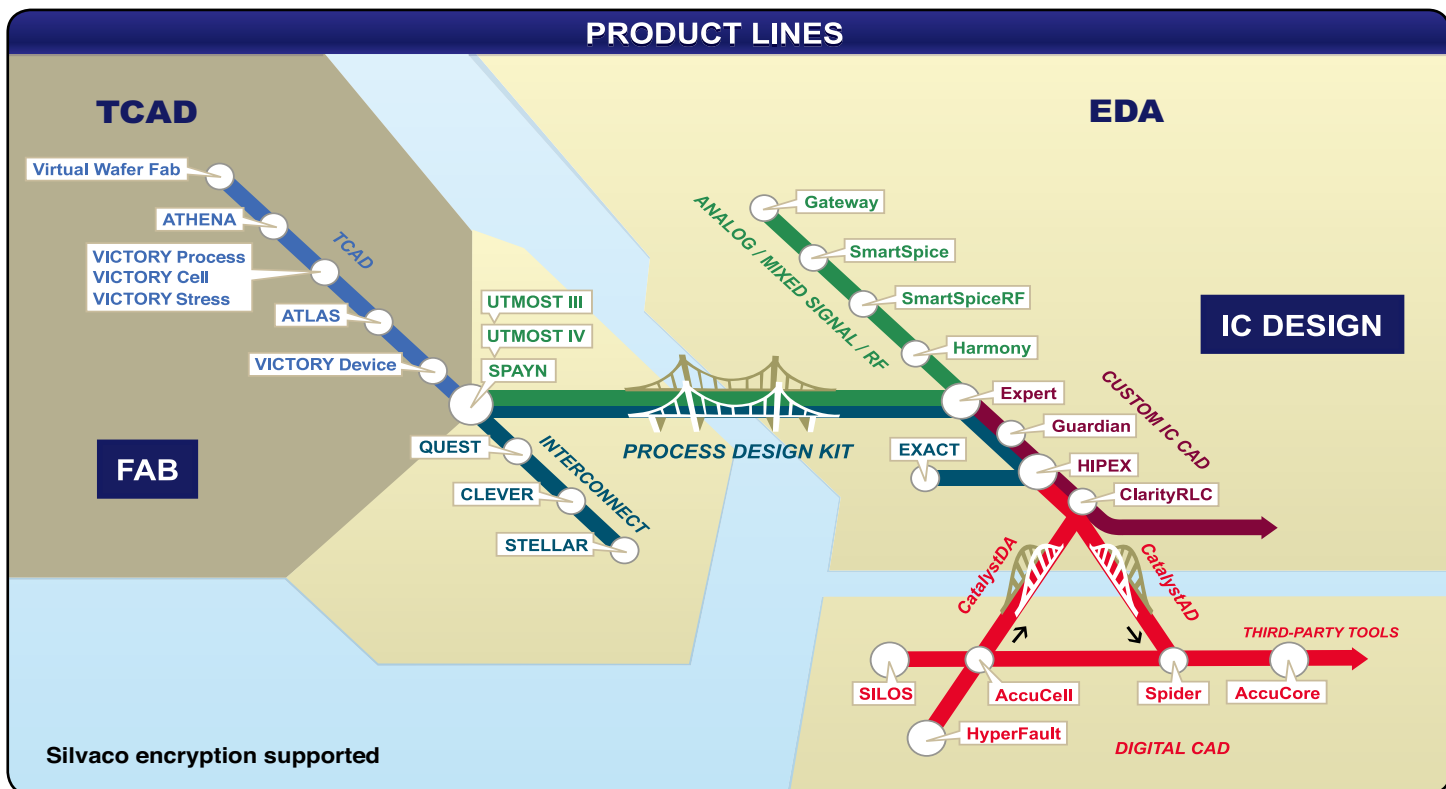 PRODUCT LINES
TCAD
EDA
Virtual Wafer Fab
ATHENA
TCAD
VICTORY Process
VICTORY Cell
VICTORY Stress
ATLAS
VICTORY Device
UTMOST III
UTMOST IV
SPAYN
FAB
QUEST
CLEVER
STELLAR
INTERCONNECT
PROCESS DESIGN KIT
ANALOG / MIXED SIGNAL / RF
Gateway
SmartSpice
SmartSpiceRF
Harmony
IC DESIGN
Expert
Guardian
CUSTOM IC CAD
EXACT
HIPEX
ClarityRLC
CatalystDA
CatalystAD
THIRD-PARTY TOOLS
SILOS
AccuCell
Spider
AccuCore
HyperFault
DIGITAL CAD
Silvaco encryption supported